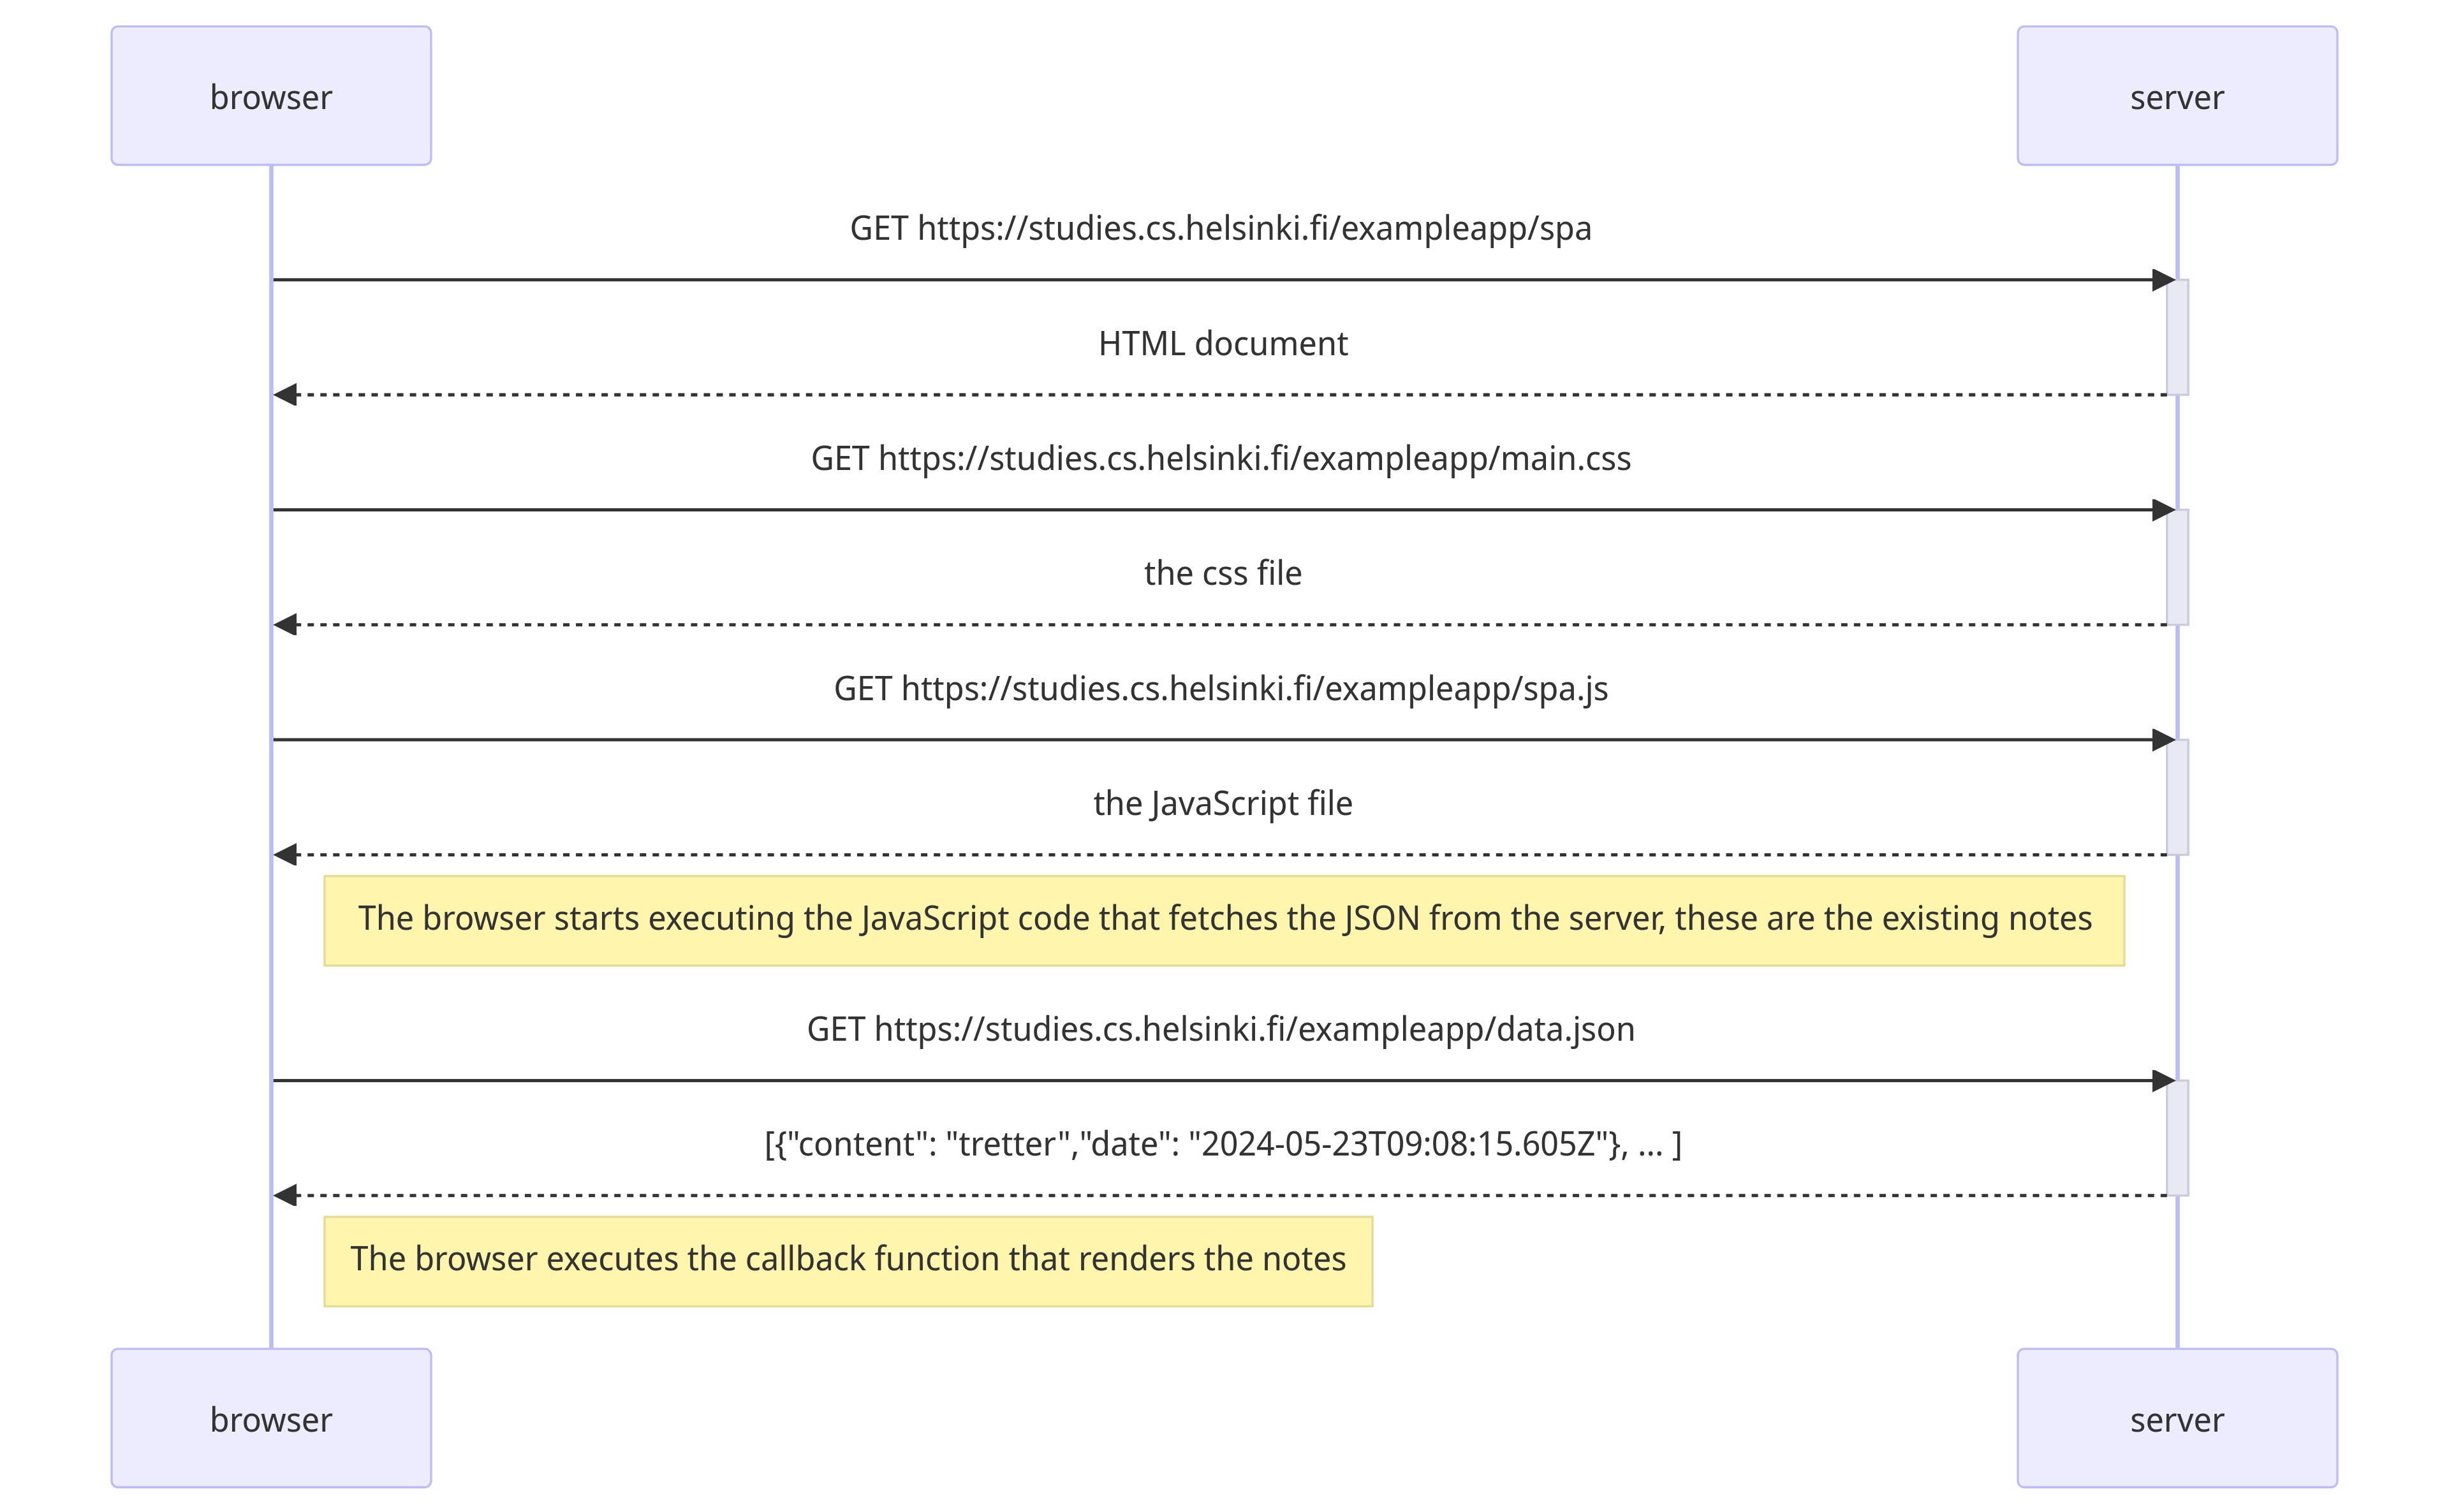 browser
server
GET https://studies.cs.helsinki.fi/exampleapp/spa
HTML document
GET https://studies.cs.helsinki.fi/exampleapp/main.css
the css file
GET https://studies.cs.helsinki.fi/exampleapp/spa.js
the JavaScript file
The browser starts executing the JavaScript code that fetches the JSON from the server, these are the existing notes
GET https://studies.cs.helsinki.fi/exampleapp/data.json
[{"content": "tretter","date": "2024-05-23T09:08:15.605Z"}, ... ]
The browser executes the callback function that renders the notes
browser
server